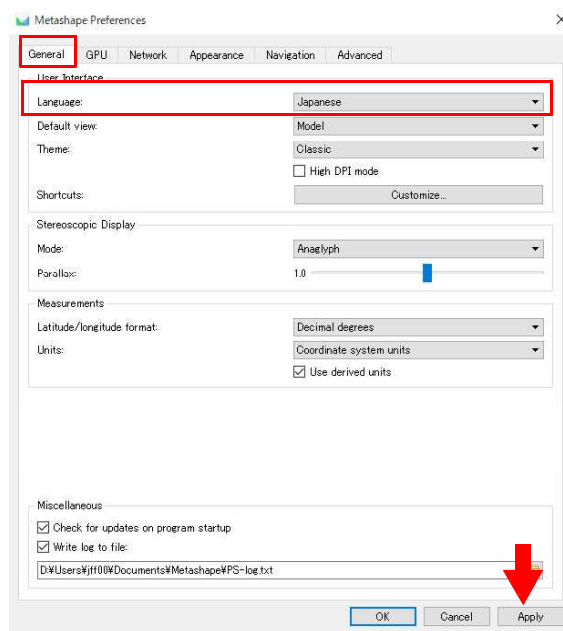 Metashape Preferences
General GPU Network Appearance Navigation Advanced
User Interface
Language: Japanese
Default view: Model
Theme: Classic
High DPI mode
Shortcuts: Customize...
Stereoscopic Display
Mode: Anaglyph
Parallax: 1.0
Measurements
Latitude/longitude format: Decimal degrees
Units: Coordinate system units
Use derived units
Miscellaneous
Check for updates on program startup
Write log to file:
D:¥Users¥jff00¥Documents¥Metashape¥PS-log.txt
OK Cancel Apply